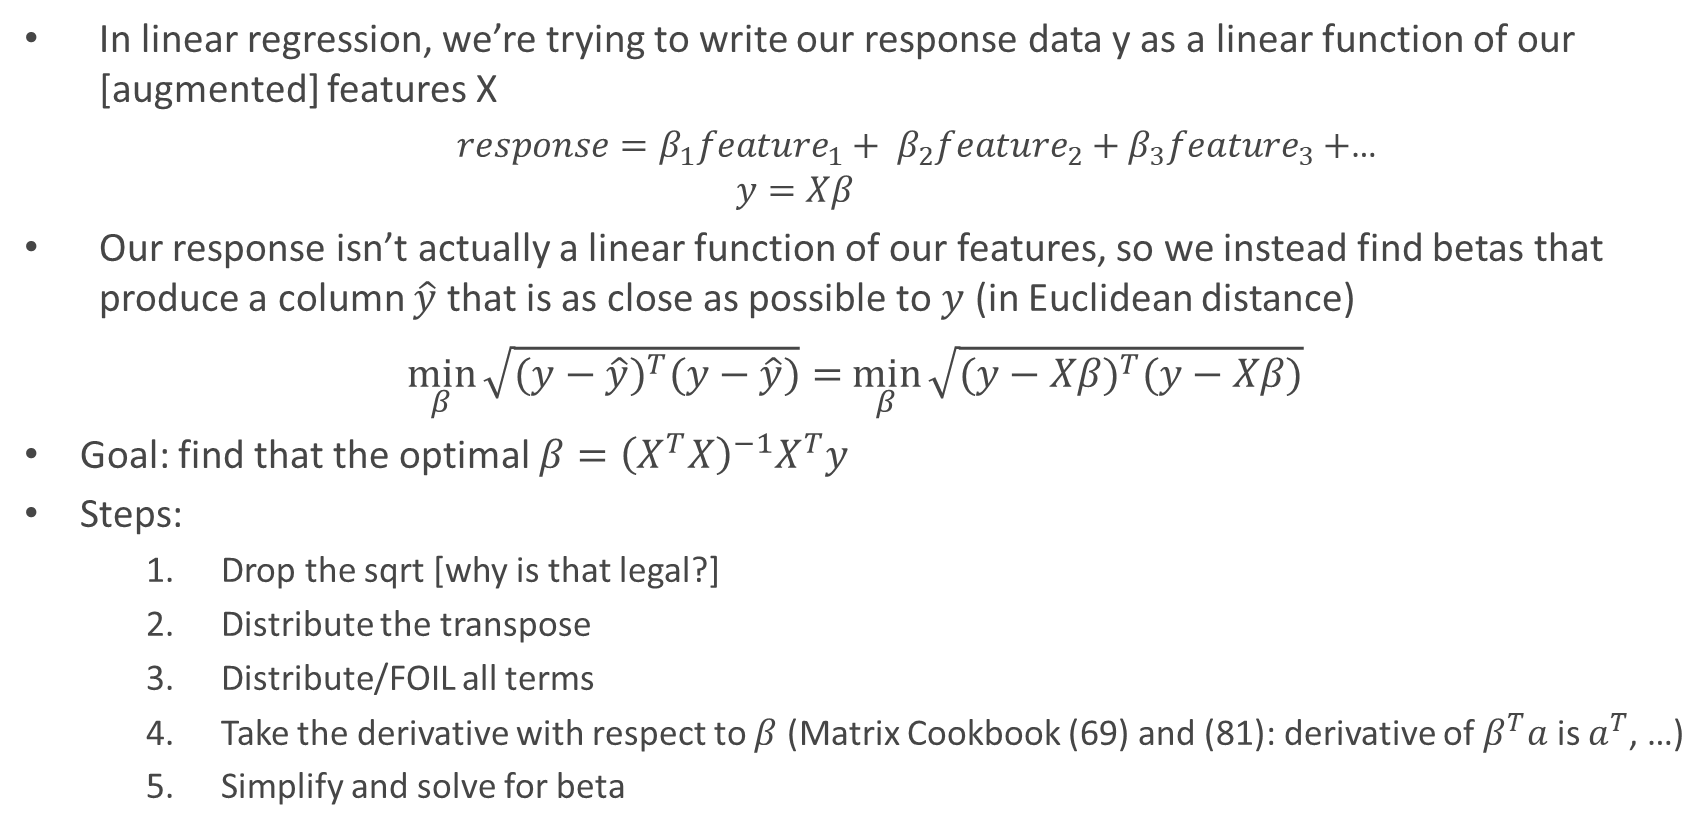 • In linear regression, we’re trying to write our response data y as a linear function of our
[augmented] features X
response = β₁feature₁ + β₂feature₂ + β₃feature₃ +…
y = Xβ
• Our response isn’t actually a linear function of our features, so we instead find betas that
produce a column ŷ that is as close as possible to y (in Euclidean distance)
min_β √((y − ŷ)ᵀ(y − ŷ)) = min_β √((y − Xβ)ᵀ(y − Xβ))
• Goal: find that the optimal β = (XᵀX)⁻¹Xᵀy
• Steps:
1. Drop the sqrt [why is that legal?]
2. Distribute the transpose
3. Distribute/FOIL all terms
4. Take the derivative with respect to β (Matrix Cookbook (69) and (81): derivative of βᵀa is aᵀ, …)
5. Simplify and solve for beta